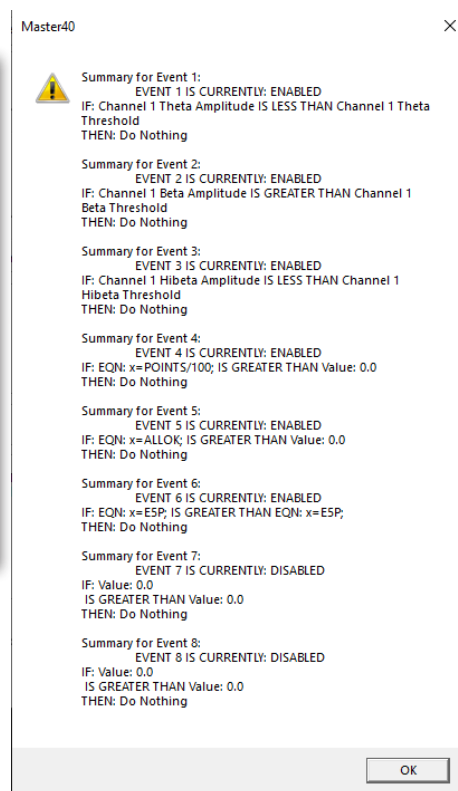 Master40
Summary for Event 1:
EVENT 1 IS CURRENTLY: ENABLED
IF: Channel 1 Theta Amplitude IS LESS THAN Channel 1 Theta
Threshold
THEN: Do Nothing
Summary for Event 2:
EVENT 2 IS CURRENTLY: ENABLED
IF: Channel 1 Beta Amplitude IS GREATER THAN Channel 1
Beta Threshold
THEN: Do Nothing
Summary for Event 3:
EVENT 3 IS CURRENTLY: ENABLED
IF: Channel 1 Hibeta Amplitude IS LESS THAN Channel 1
Hibeta Threshold
THEN: Do Nothing
Summary for Event 4:
EVENT 4 IS CURRENTLY: ENABLED
IF: EQN: x=POINTS/100; IS GREATER THAN Value: 0.0
THEN: Do Nothing
Summary for Event 5:
EVENT 5 IS CURRENTLY: ENABLED
IF: EQN: x=ALLOK; IS GREATER THAN Value: 0.0
THEN: Do Nothing
Summary for Event 6:
EVENT 6 IS CURRENTLY: ENABLED
IF: EQN: x=E5P; IS GREATER THAN EQN: x=E5P;
THEN: Do Nothing
Summary for Event 7:
EVENT 7 IS CURRENTLY: DISABLED
IF: Value: 0.0
IS GREATER THAN Value: 0.0
THEN: Do Nothing
Summary for Event 8:
EVENT 8 IS CURRENTLY: DISABLED
IF: Value: 0.0
IS GREATER THAN Value: 0.0
THEN: Do Nothing
OK